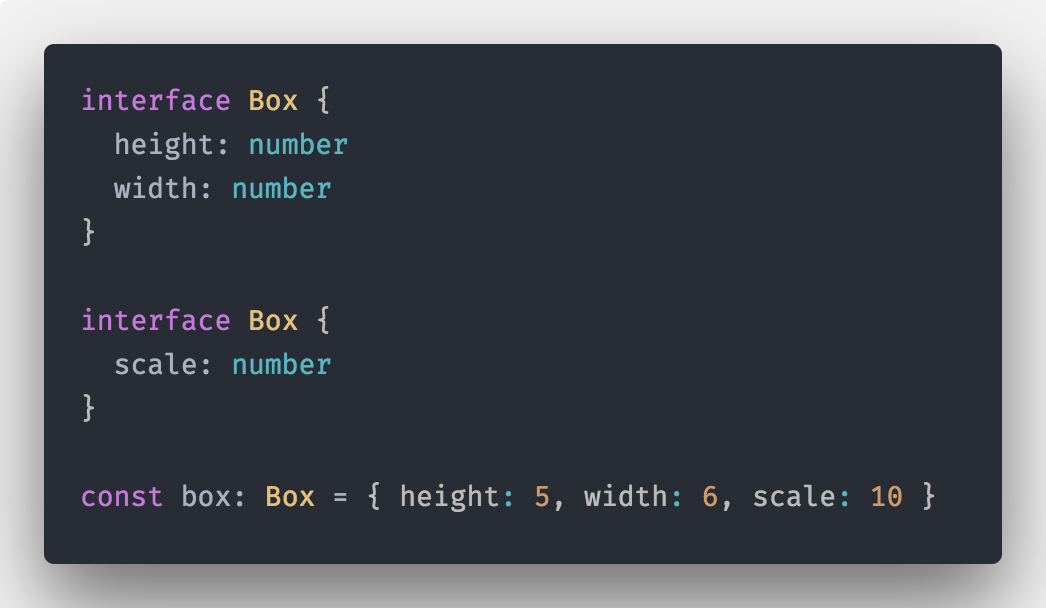 interface Box {
  height: number
  width: number
}

interface Box {
  scale: number
}

const box: Box = { height: 5, width: 6, scale: 10 }